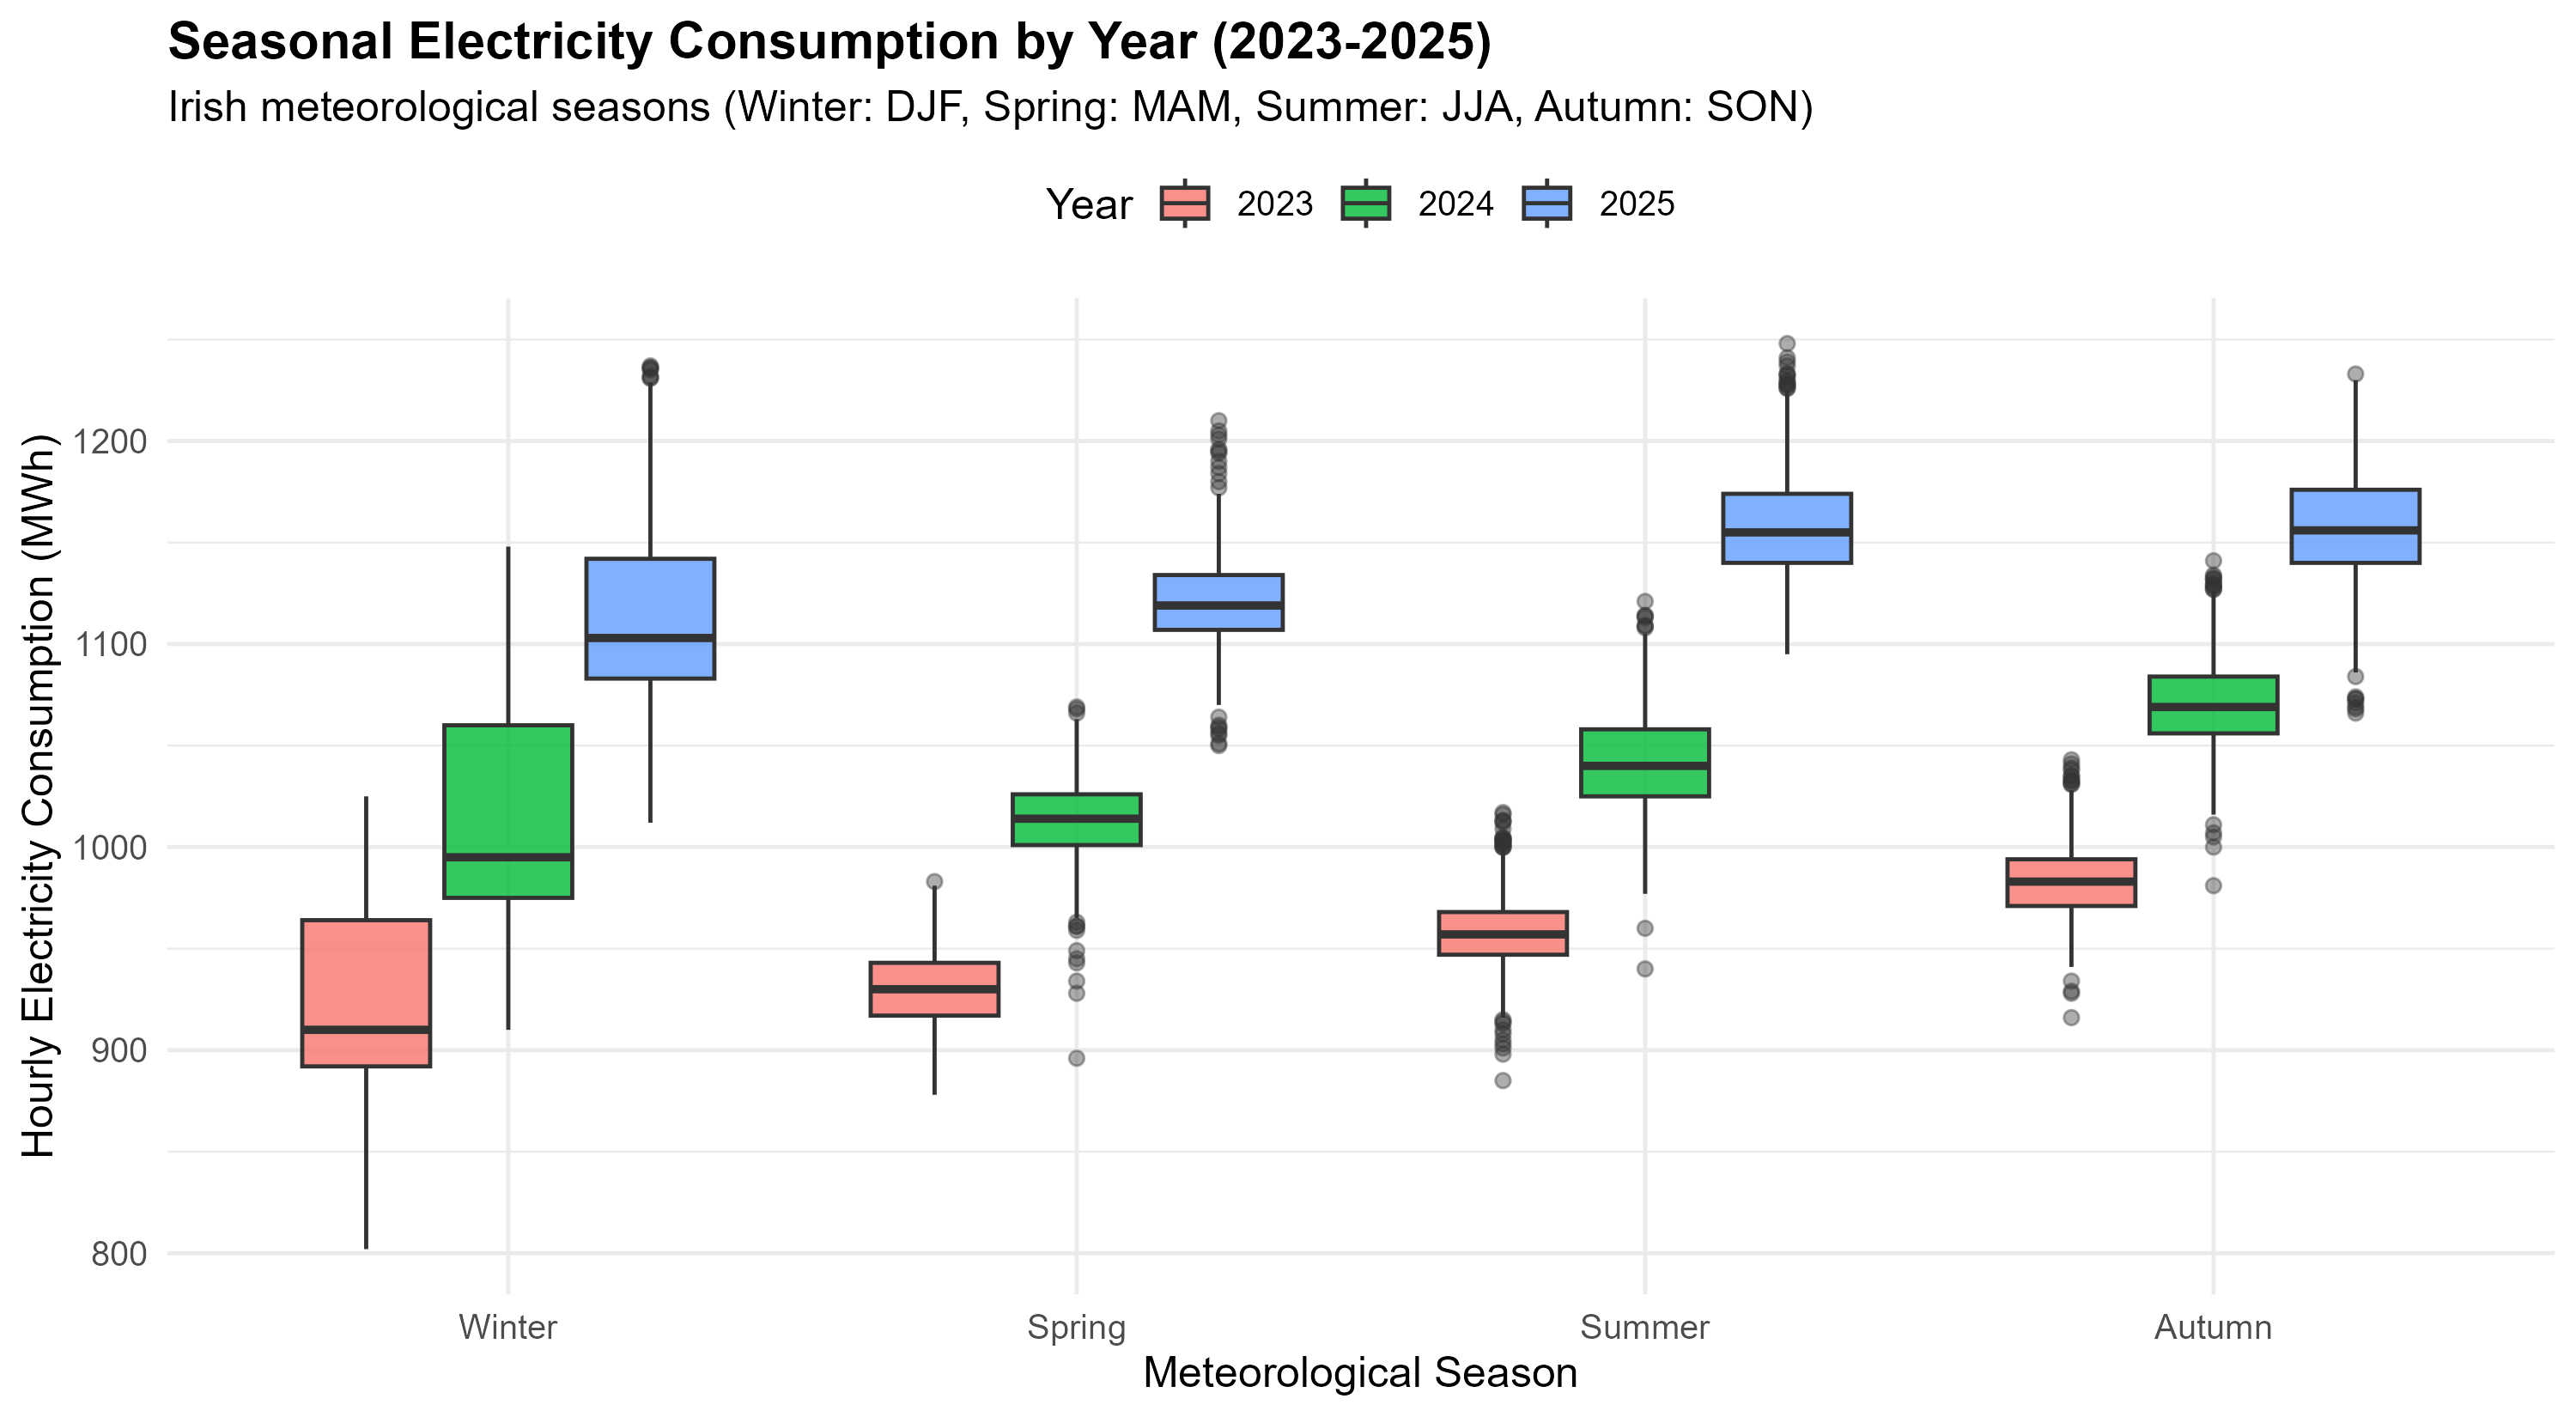 Seasonal Electricity Consumption by Year (2023-2025)
Irish meteorological seasons (Winter: DJF, Spring: MAM, Summer: JJA, Autumn: SON)
Year 2023 2024 2025
Hourly Electricity Consumption (MWh)
1200
1100
1000
900
800
Winter Spring Summer Autumn
Meteorological Season